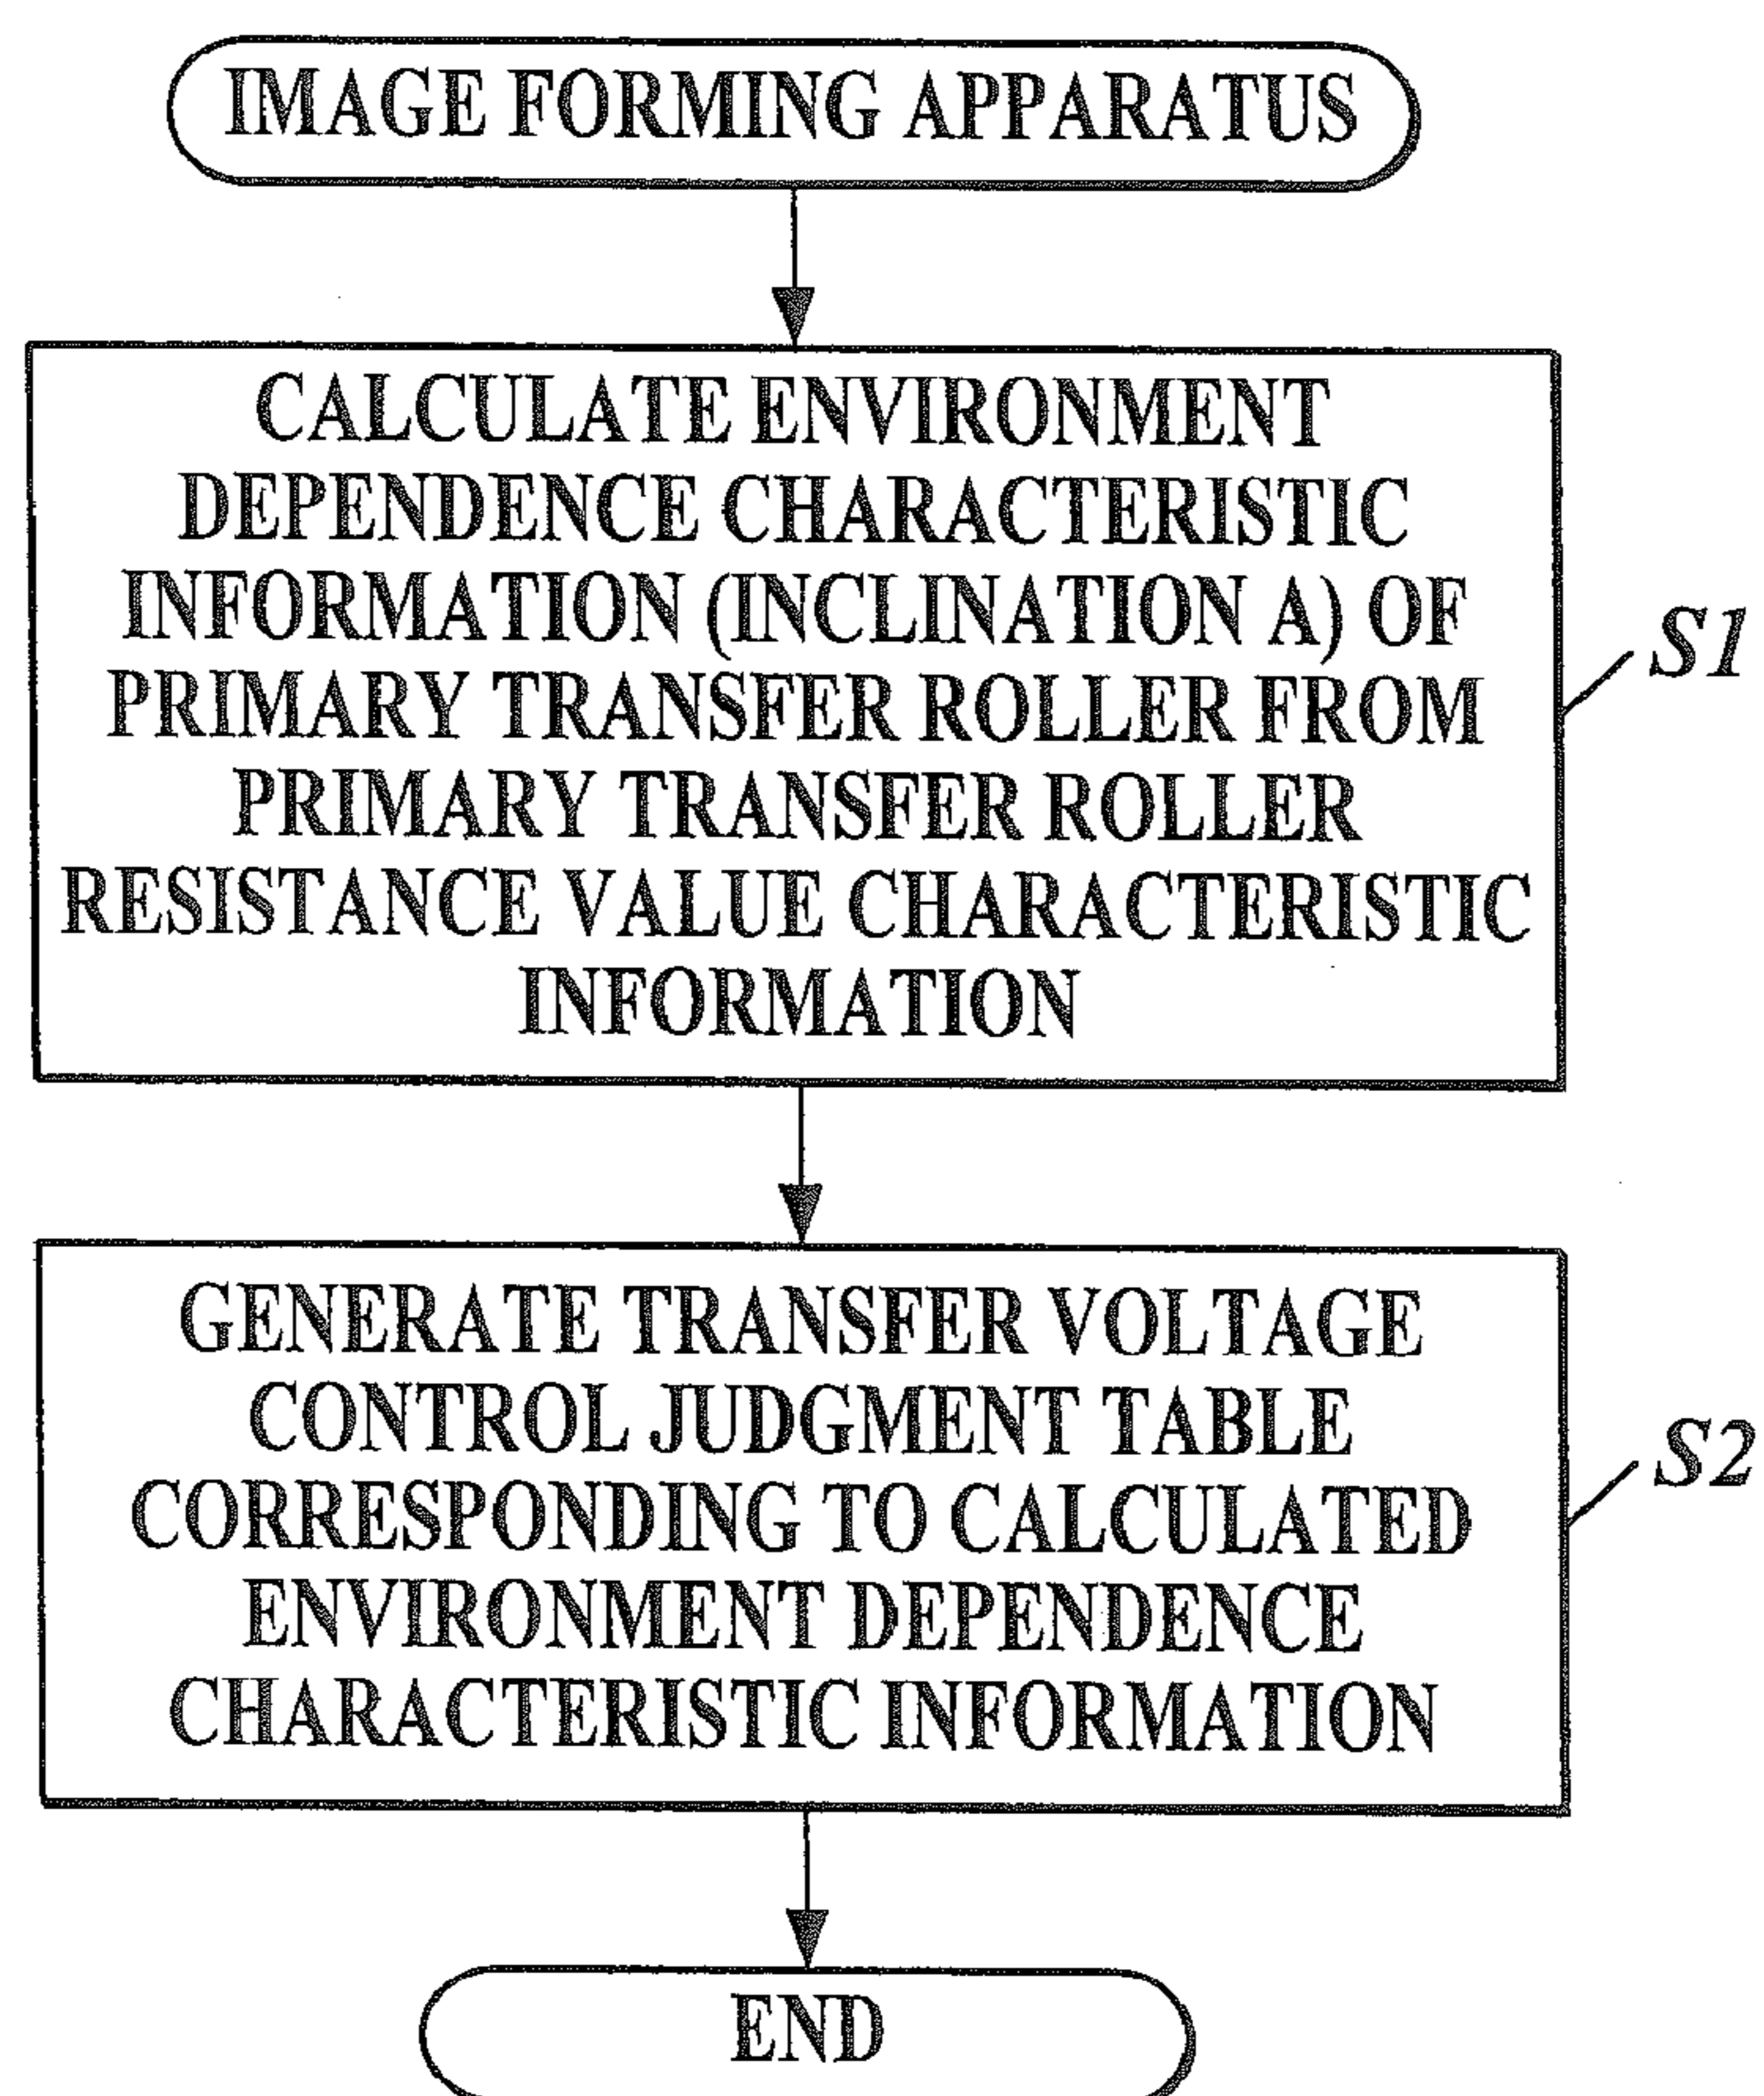 IMAGE FORMING APPARATUS
CALCULATE ENVIRONMENT
DEPENDENCE CHARACTERISTIC
INFORMATION (INCLINATION A) OF
PRIMARY TRANSFER ROLLER FROM
PRIMARY TRANSFER ROLLER
RESISTANCE VALUE CHARACTERISTIC
INFORMATION
S1
GENERATE TRANSFER VOLTAGE
CONTROL JUDGMENT TABLE
CORRESPONDING TO CALCULATED
ENVIRONMENT DEPENDENCE
CHARACTERISTIC INFORMATION
S2
END